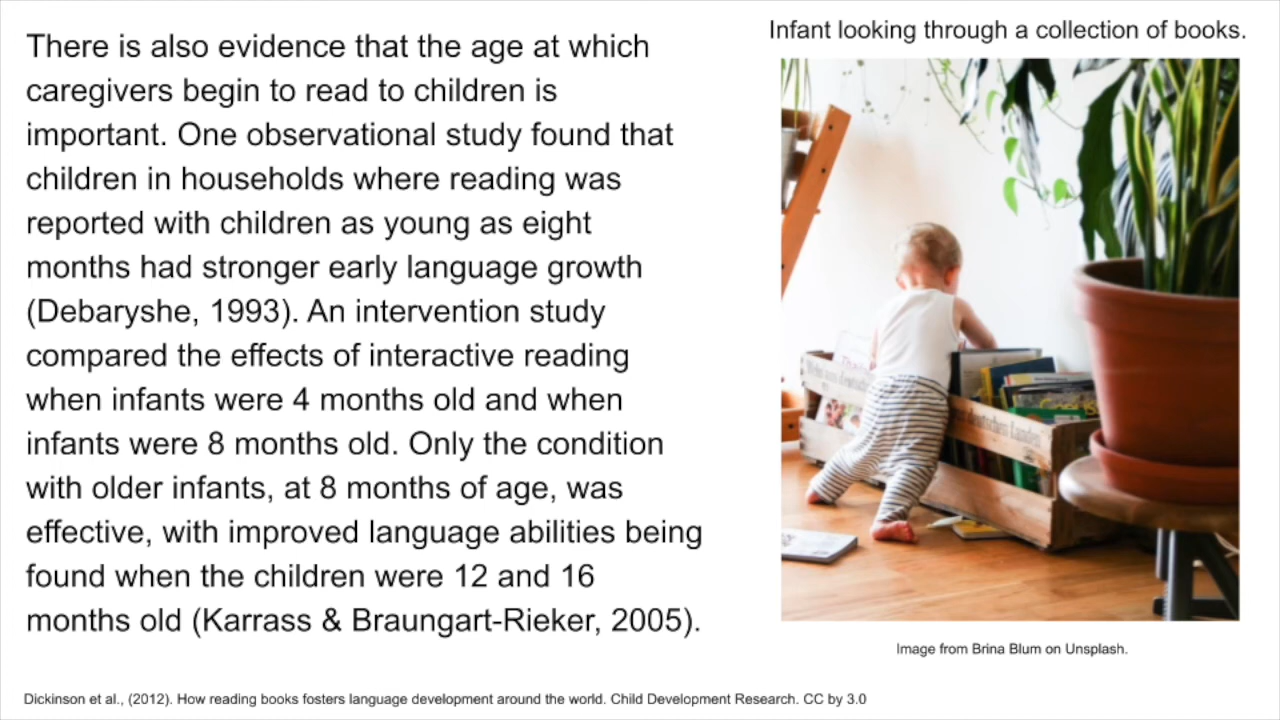 There is also evidence that the age at which
caregivers begin to read to children is
important. One observational study found that
children in households where reading was
reported with children as young as eight
months had stronger early language growth
(Debaryshe, 1993). An intervention study
compared the effects of interactive reading
when infants were 4 months old and when
infants were 8 months old. Only the condition
with older infants, at 8 months of age, was
effective, with improved language abilities being
found when the children were 12 and 16
months old (Karrass & Braungart-Rieker, 2005).
Infant looking through a collection of books.
Image from Brina Blum on Unsplash.
Dickinson et al., (2012). How reading books fosters language development around the world. Child Development Research. CC by 3.0